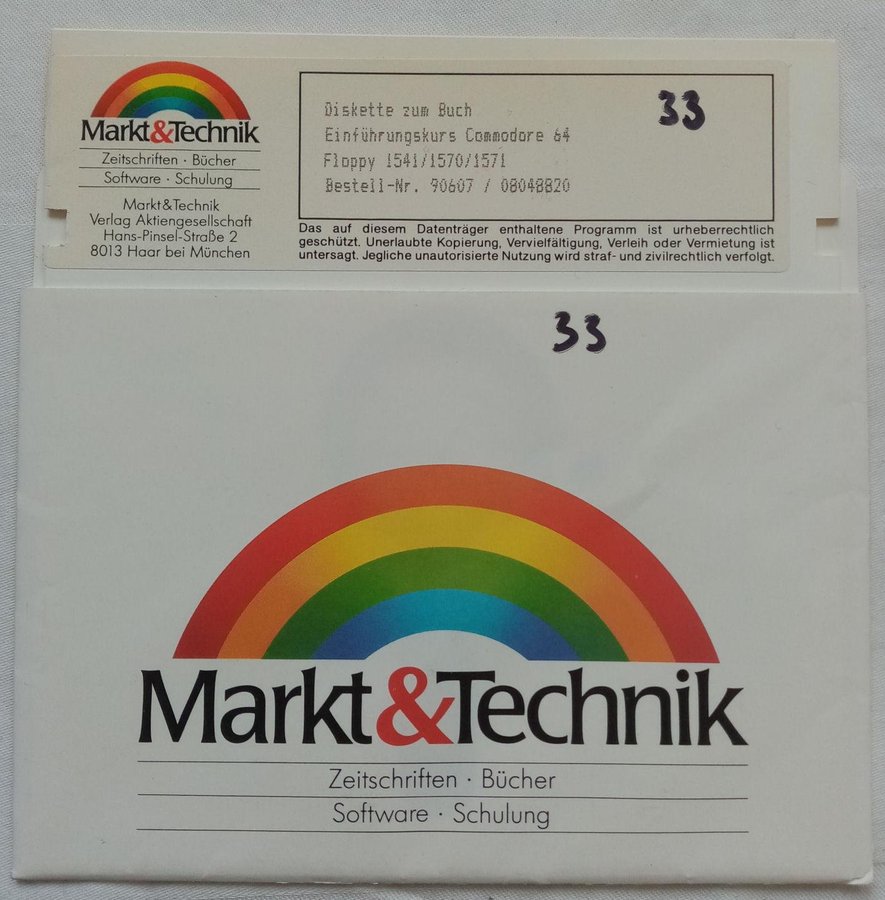 Markt&Technik
Zeitschriften · Bücher
Software · Schulung
Markt&Technik
Verlag Aktiengesellschaft
Hans-Pinsel-Straße 2
8013 Haar bei München
Diskette zum Buch
Einführungskurs Commodore 64
Floppy 1541/1570/1571
Bestell-Nr. 90607 / 08048820
33
Das auf diesem Datenträger enthaltene Programm ist urheberrechtlich
geschützt. Unerlaubte Kopierung, Vervielfältigung, Verleih oder Vermietung ist
untersagt. Jegliche unautorisierte Nutzung wird straf- und zivilrechtlich verfolgt.
33
Markt&Technik
Zeitschriften · Bücher
Software · Schulung